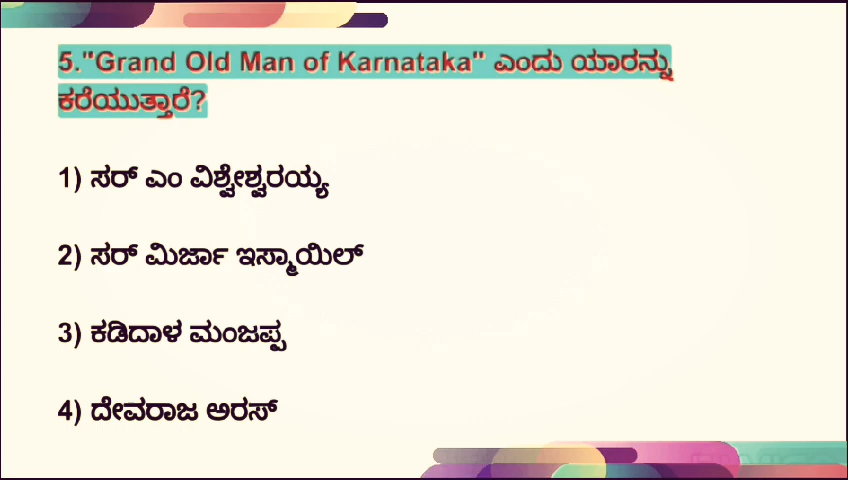 5."Grand Old Man of Karnataka" ಎಂದು ಯಾರನ್ನು
ಕರೆಯುತ್ತಾರೆ?
1) ಸರ್ ಎಂ ವಿಶ್ವೇಶ್ವರಯ್ಯ
2) ಸರ್ ಮಿರ್ಜಾ ಇಸ್ಮಾಯಿಲ್
3) ಕಡಿದಾಳ ಮಂಜಪ್ಪ
4) ದೇವರಾಜ ಅರಸ್